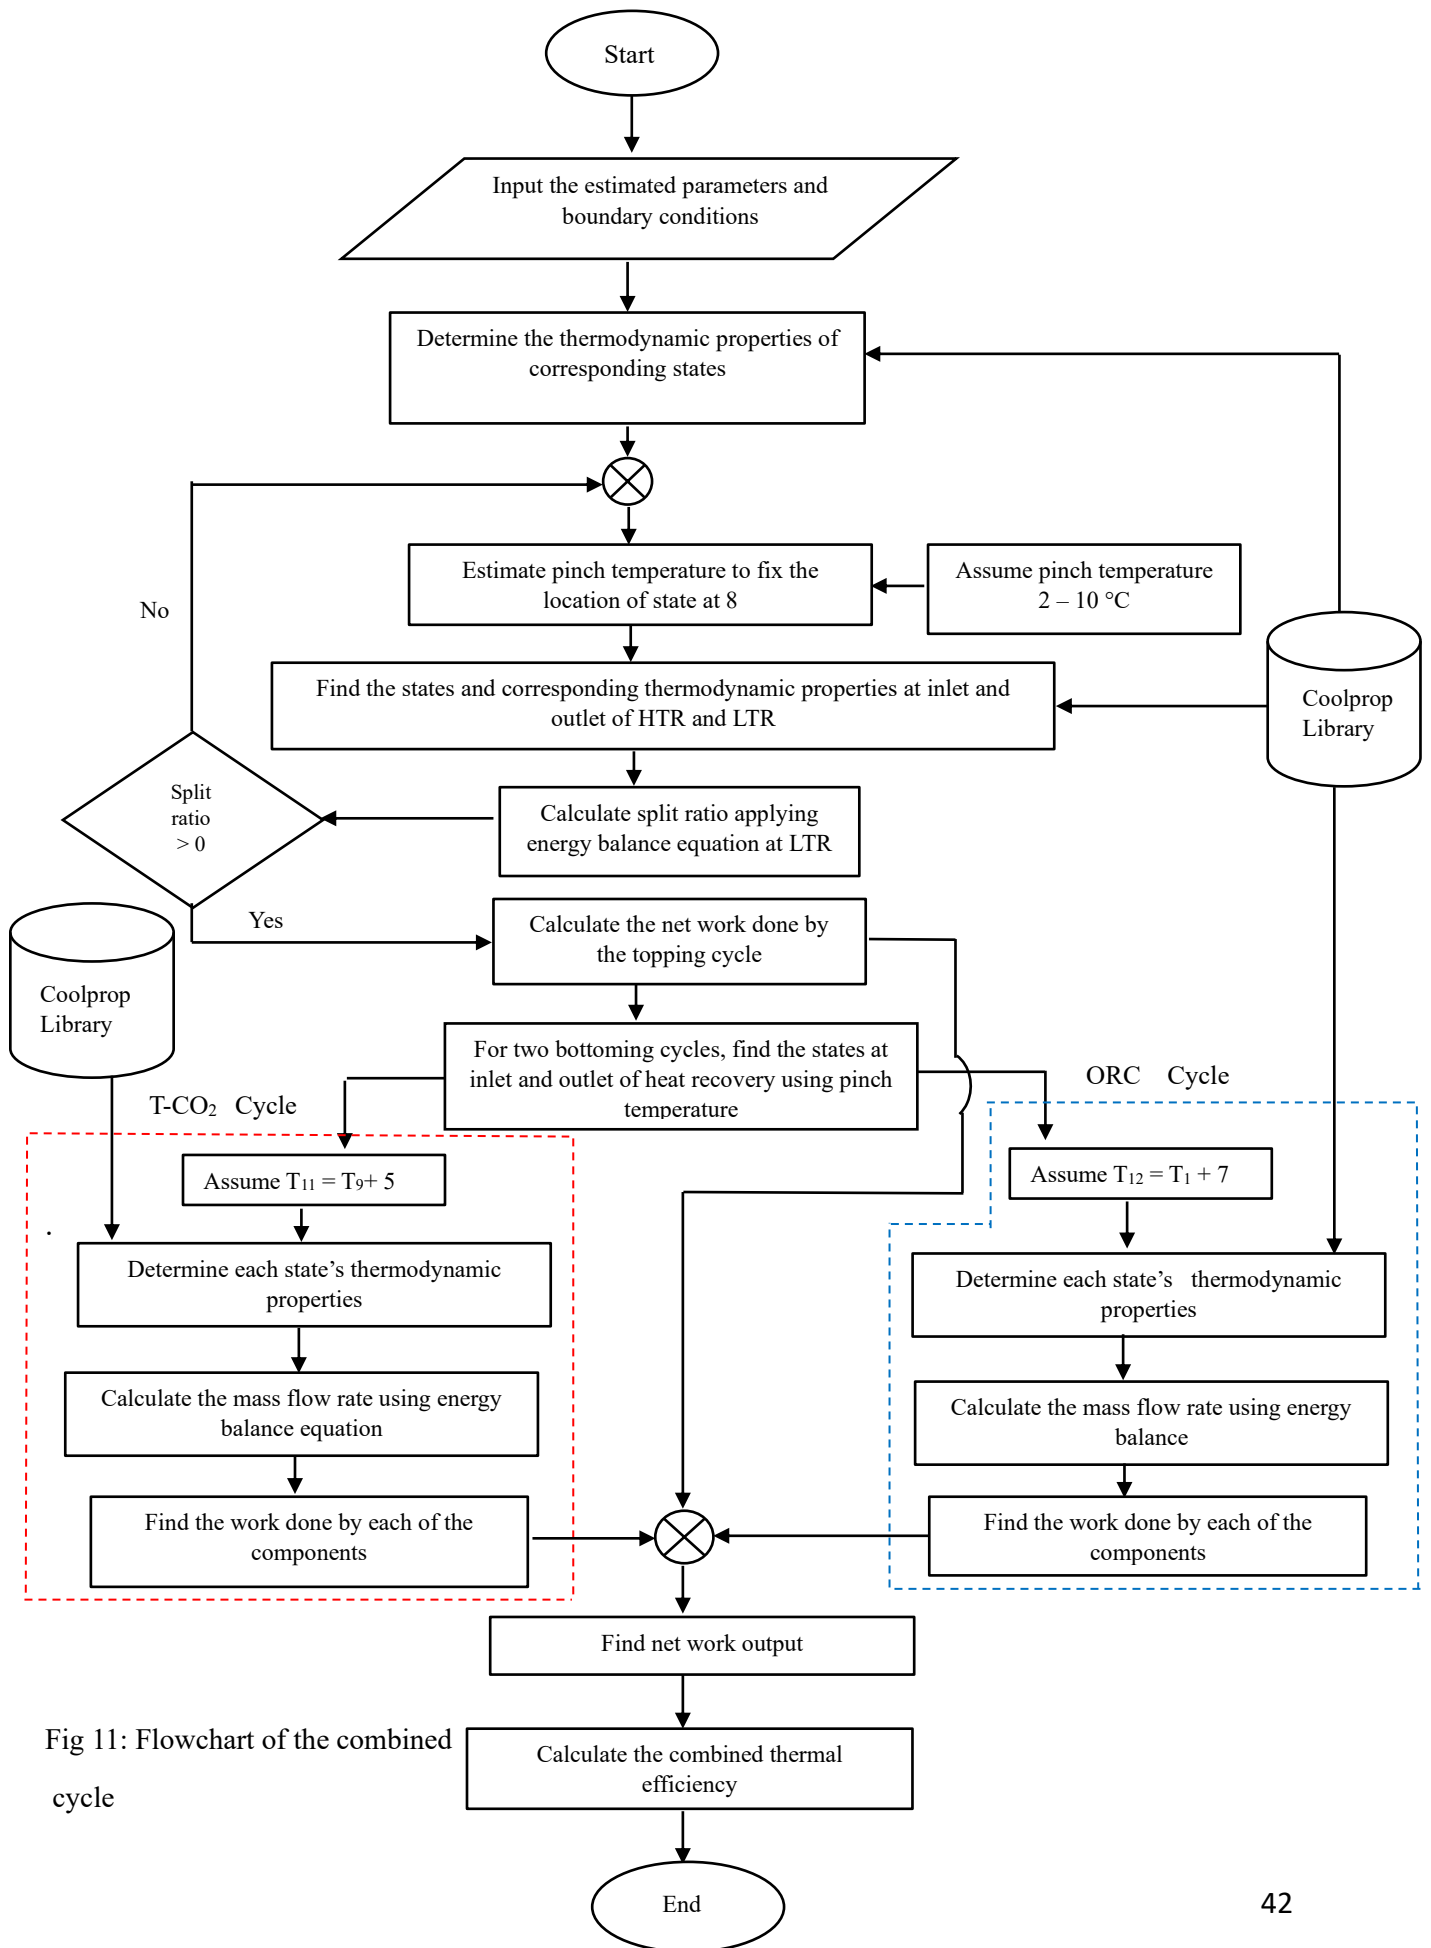 Start
Input the estimated parameters and
boundary conditions
Determine the thermodynamic properties of
corresponding states
Estimate pinch temperature to fix the
location of state at 8
Assume pinch temperature
2 – 10 °C
No
Find the states and corresponding thermodynamic properties at inlet and
outlet of HTR and LTR
Coolprop
Library
Split
ratio
> 0
Calculate split ratio applying
energy balance equation at LTR
Yes
Calculate the net work done by
the topping cycle
Coolprop
Library
For two bottoming cycles, find the states at
inlet and outlet of heat recovery using pinch
temperature
T-CO₂ Cycle
ORC Cycle
Assume T₁₁ = T₉+ 5
Assume T₁₂ = T₁ + 7
.
Determine each state’s thermodynamic
properties
Determine each state’s thermodynamic
properties
Calculate the mass flow rate using energy
balance equation
Calculate the mass flow rate using energy
balance
Find the work done by each of the
components
Find the work done by each of the
components
Find net work output
Fig 11: Flowchart of the combined
cycle
Calculate the combined thermal
efficiency
End
42